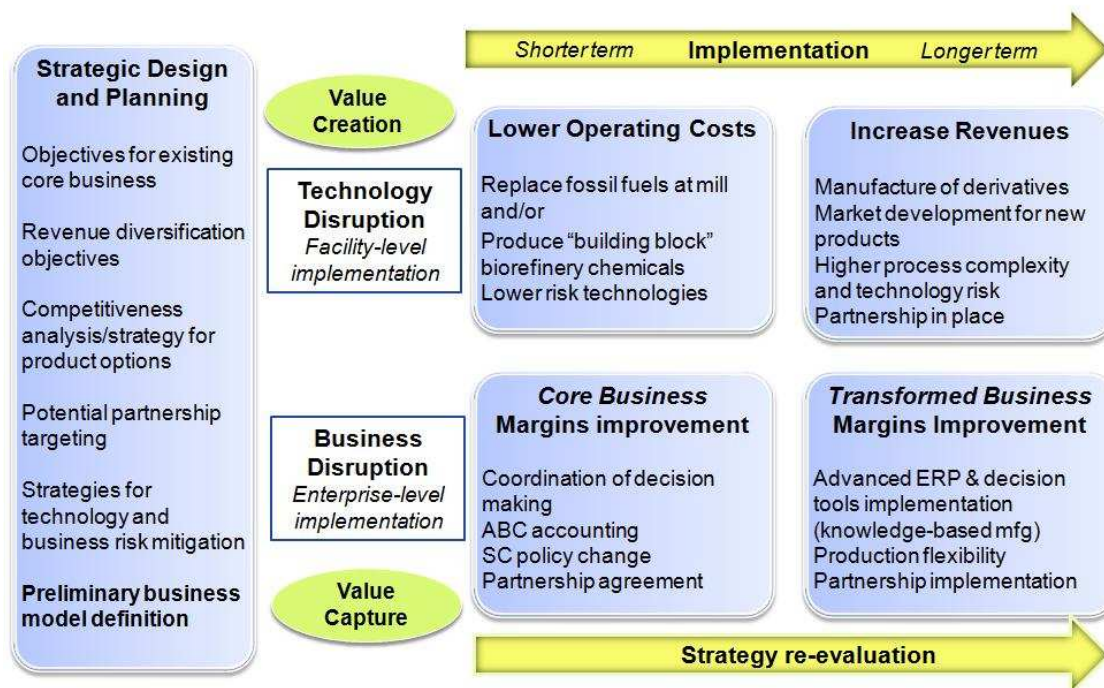 Strategic Design
and Planning
Objectives for existing
core business
Revenue diversification
objectives
Competitiveness
analysis/strategy for
product options
Potential partnership
targeting
Strategies for
technology and
business risk mitigation
Preliminary business
model definition
Value
Creation
Technology
Disruption
Facility-level
implementation
Business
Disruption
Enterprise-level
implementation
Value
Capture
Shorter term Implementation Longer term
Lower Operating Costs
Replace fossil fuels at mill
and/or
Produce “building block”
biorefinery chemicals
Lower risk technologies
Increase Revenues
Manufacture of derivatives
Market development for new
products
Higher process complexity
and technology risk
Partnership in place
Core Business
Margins improvement
Coordination of decision
making
ABC accounting
SC policy change
Partnership agreement
Transformed Business
Margins Improvement
Advanced ERP & decision
tools implementation
(knowledge-based mfg)
Production flexibility
Partnership implementation
Strategy re-evaluation